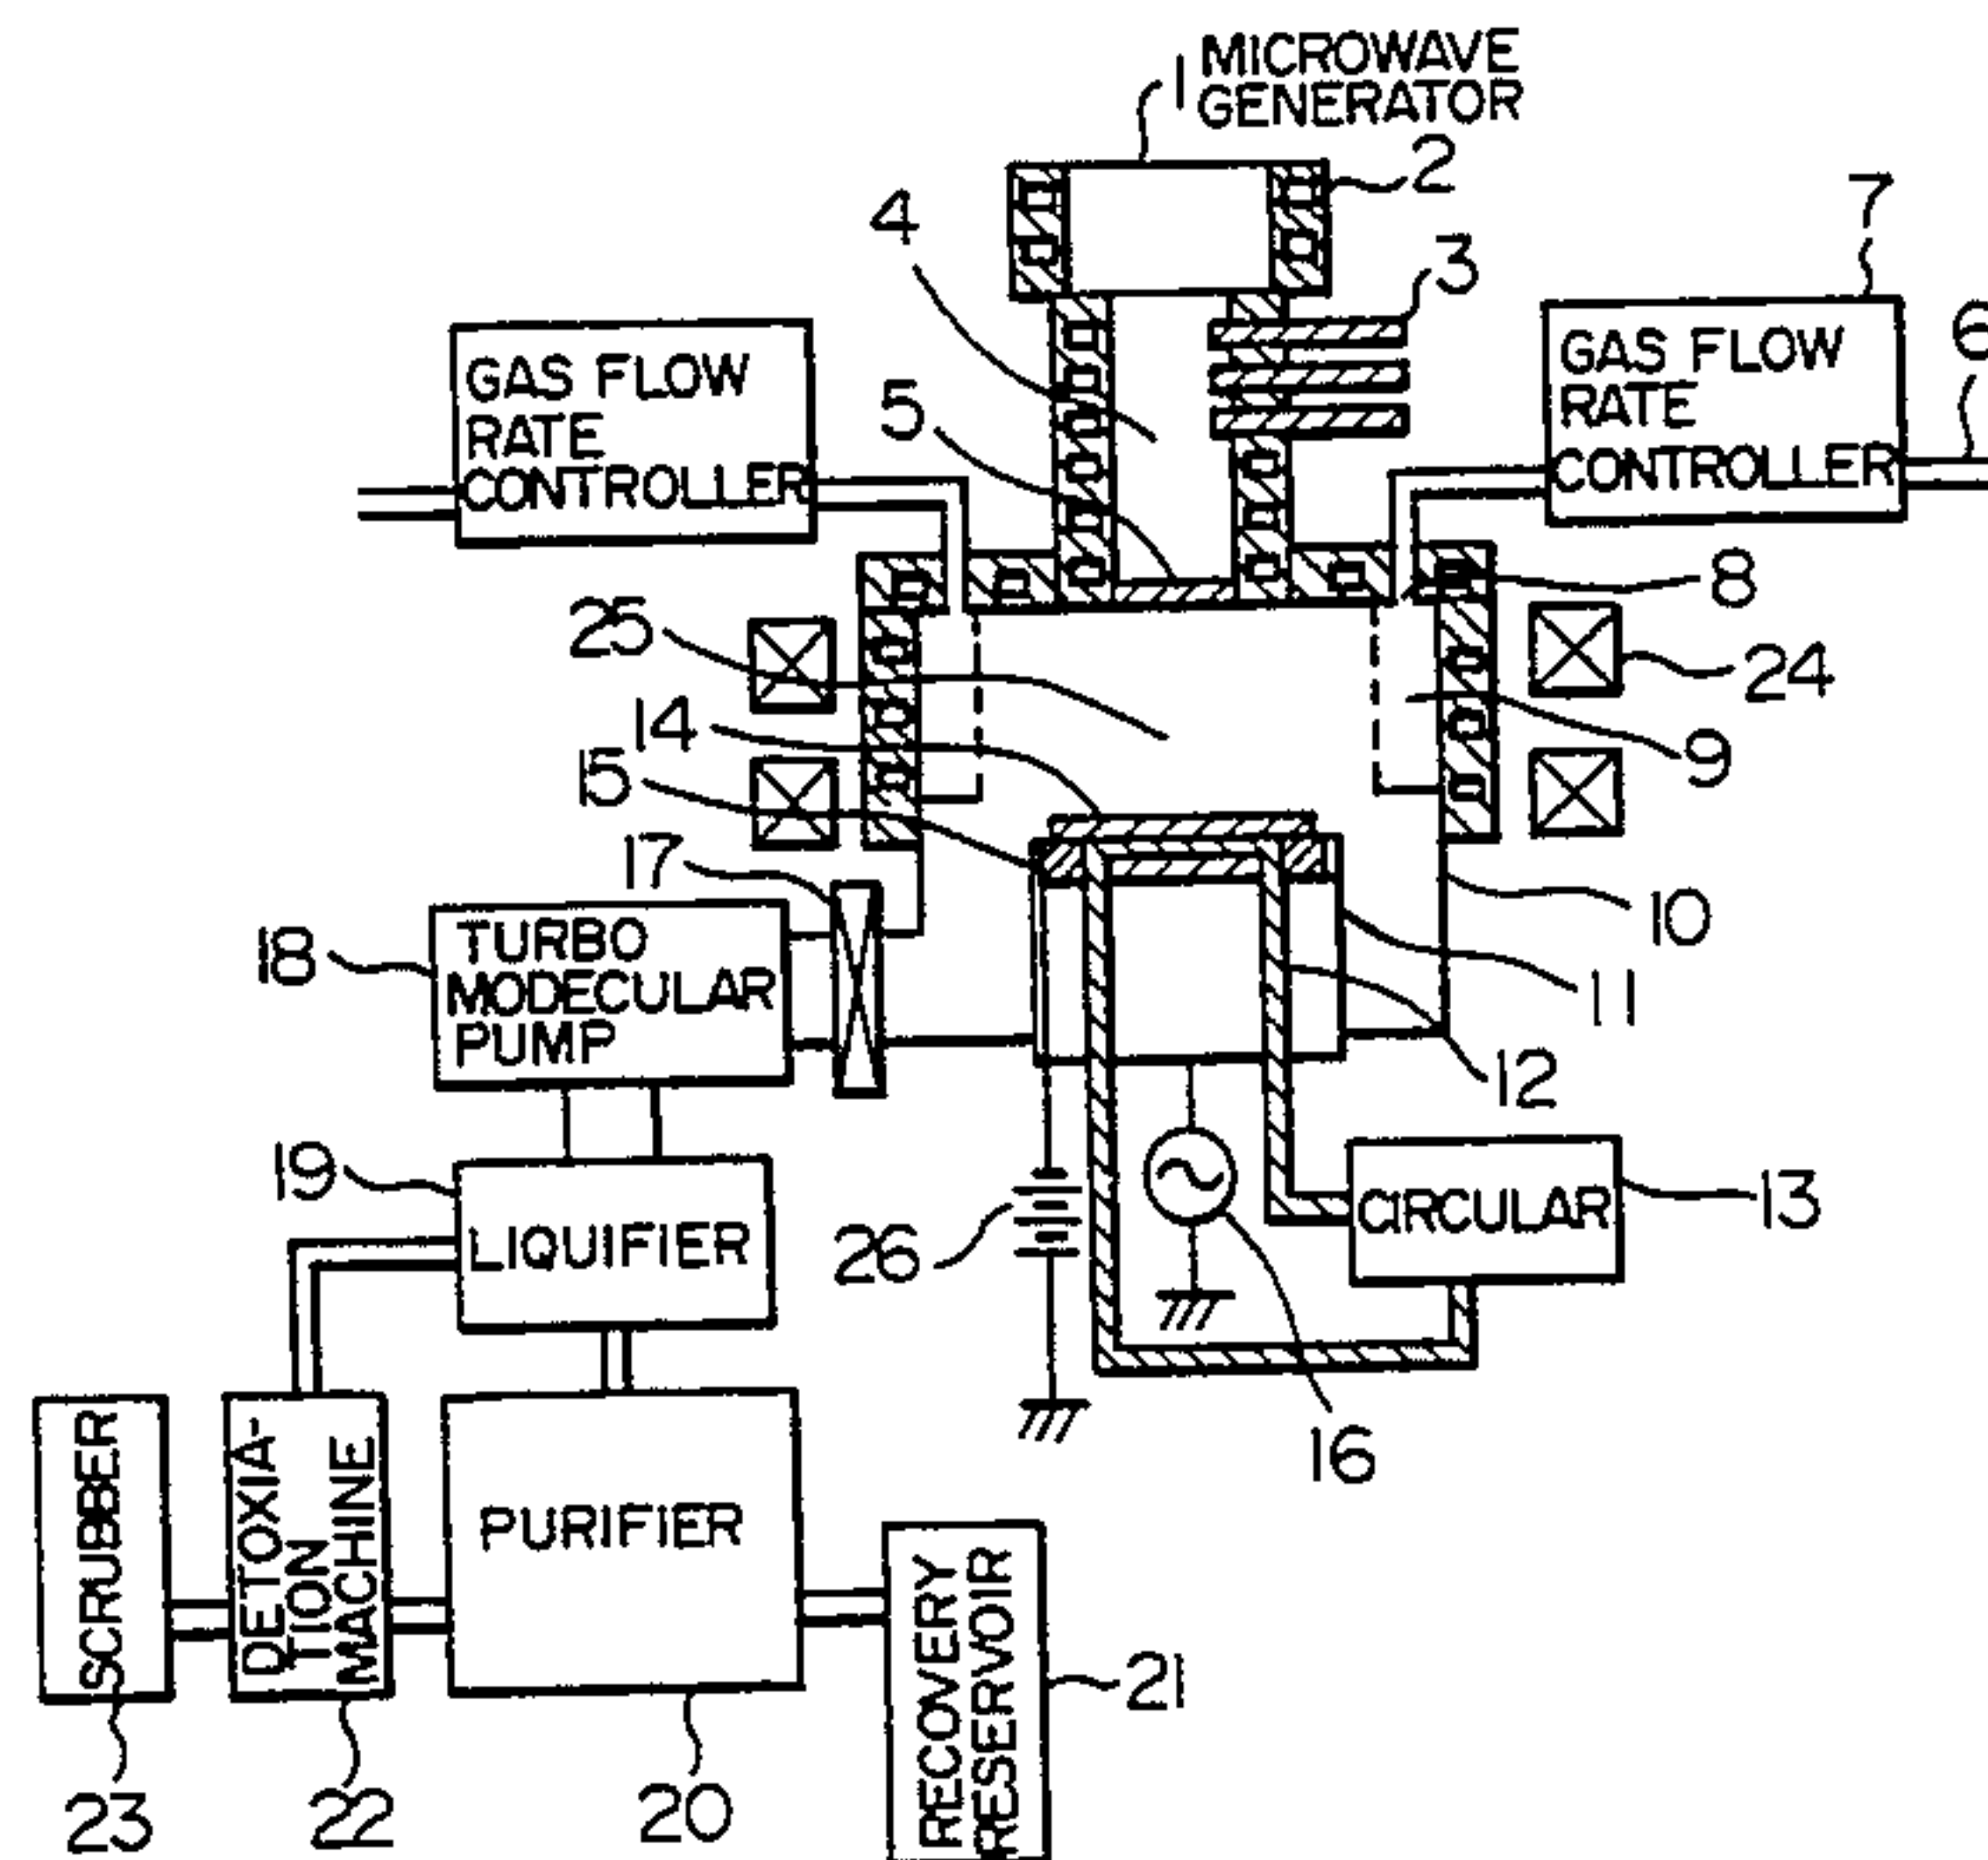 1 MICROWAVE
GENERATOR
2
7
4
3
6
GAS FLOW
RATE
CONTROLLER
GAS FLOW
RATE
CONTROLLER
5
8
25
24
14
9
15
17
10
18
TURBO
MODECULAR
PUMP
11
12
19
LIQUIFIER
26
CIRCULAR
13
16
SCRUBBER
DETOXIA-
TION
MACHINE
PURIFIER
RECOVERY
RESERVOIR
21
23
22
20